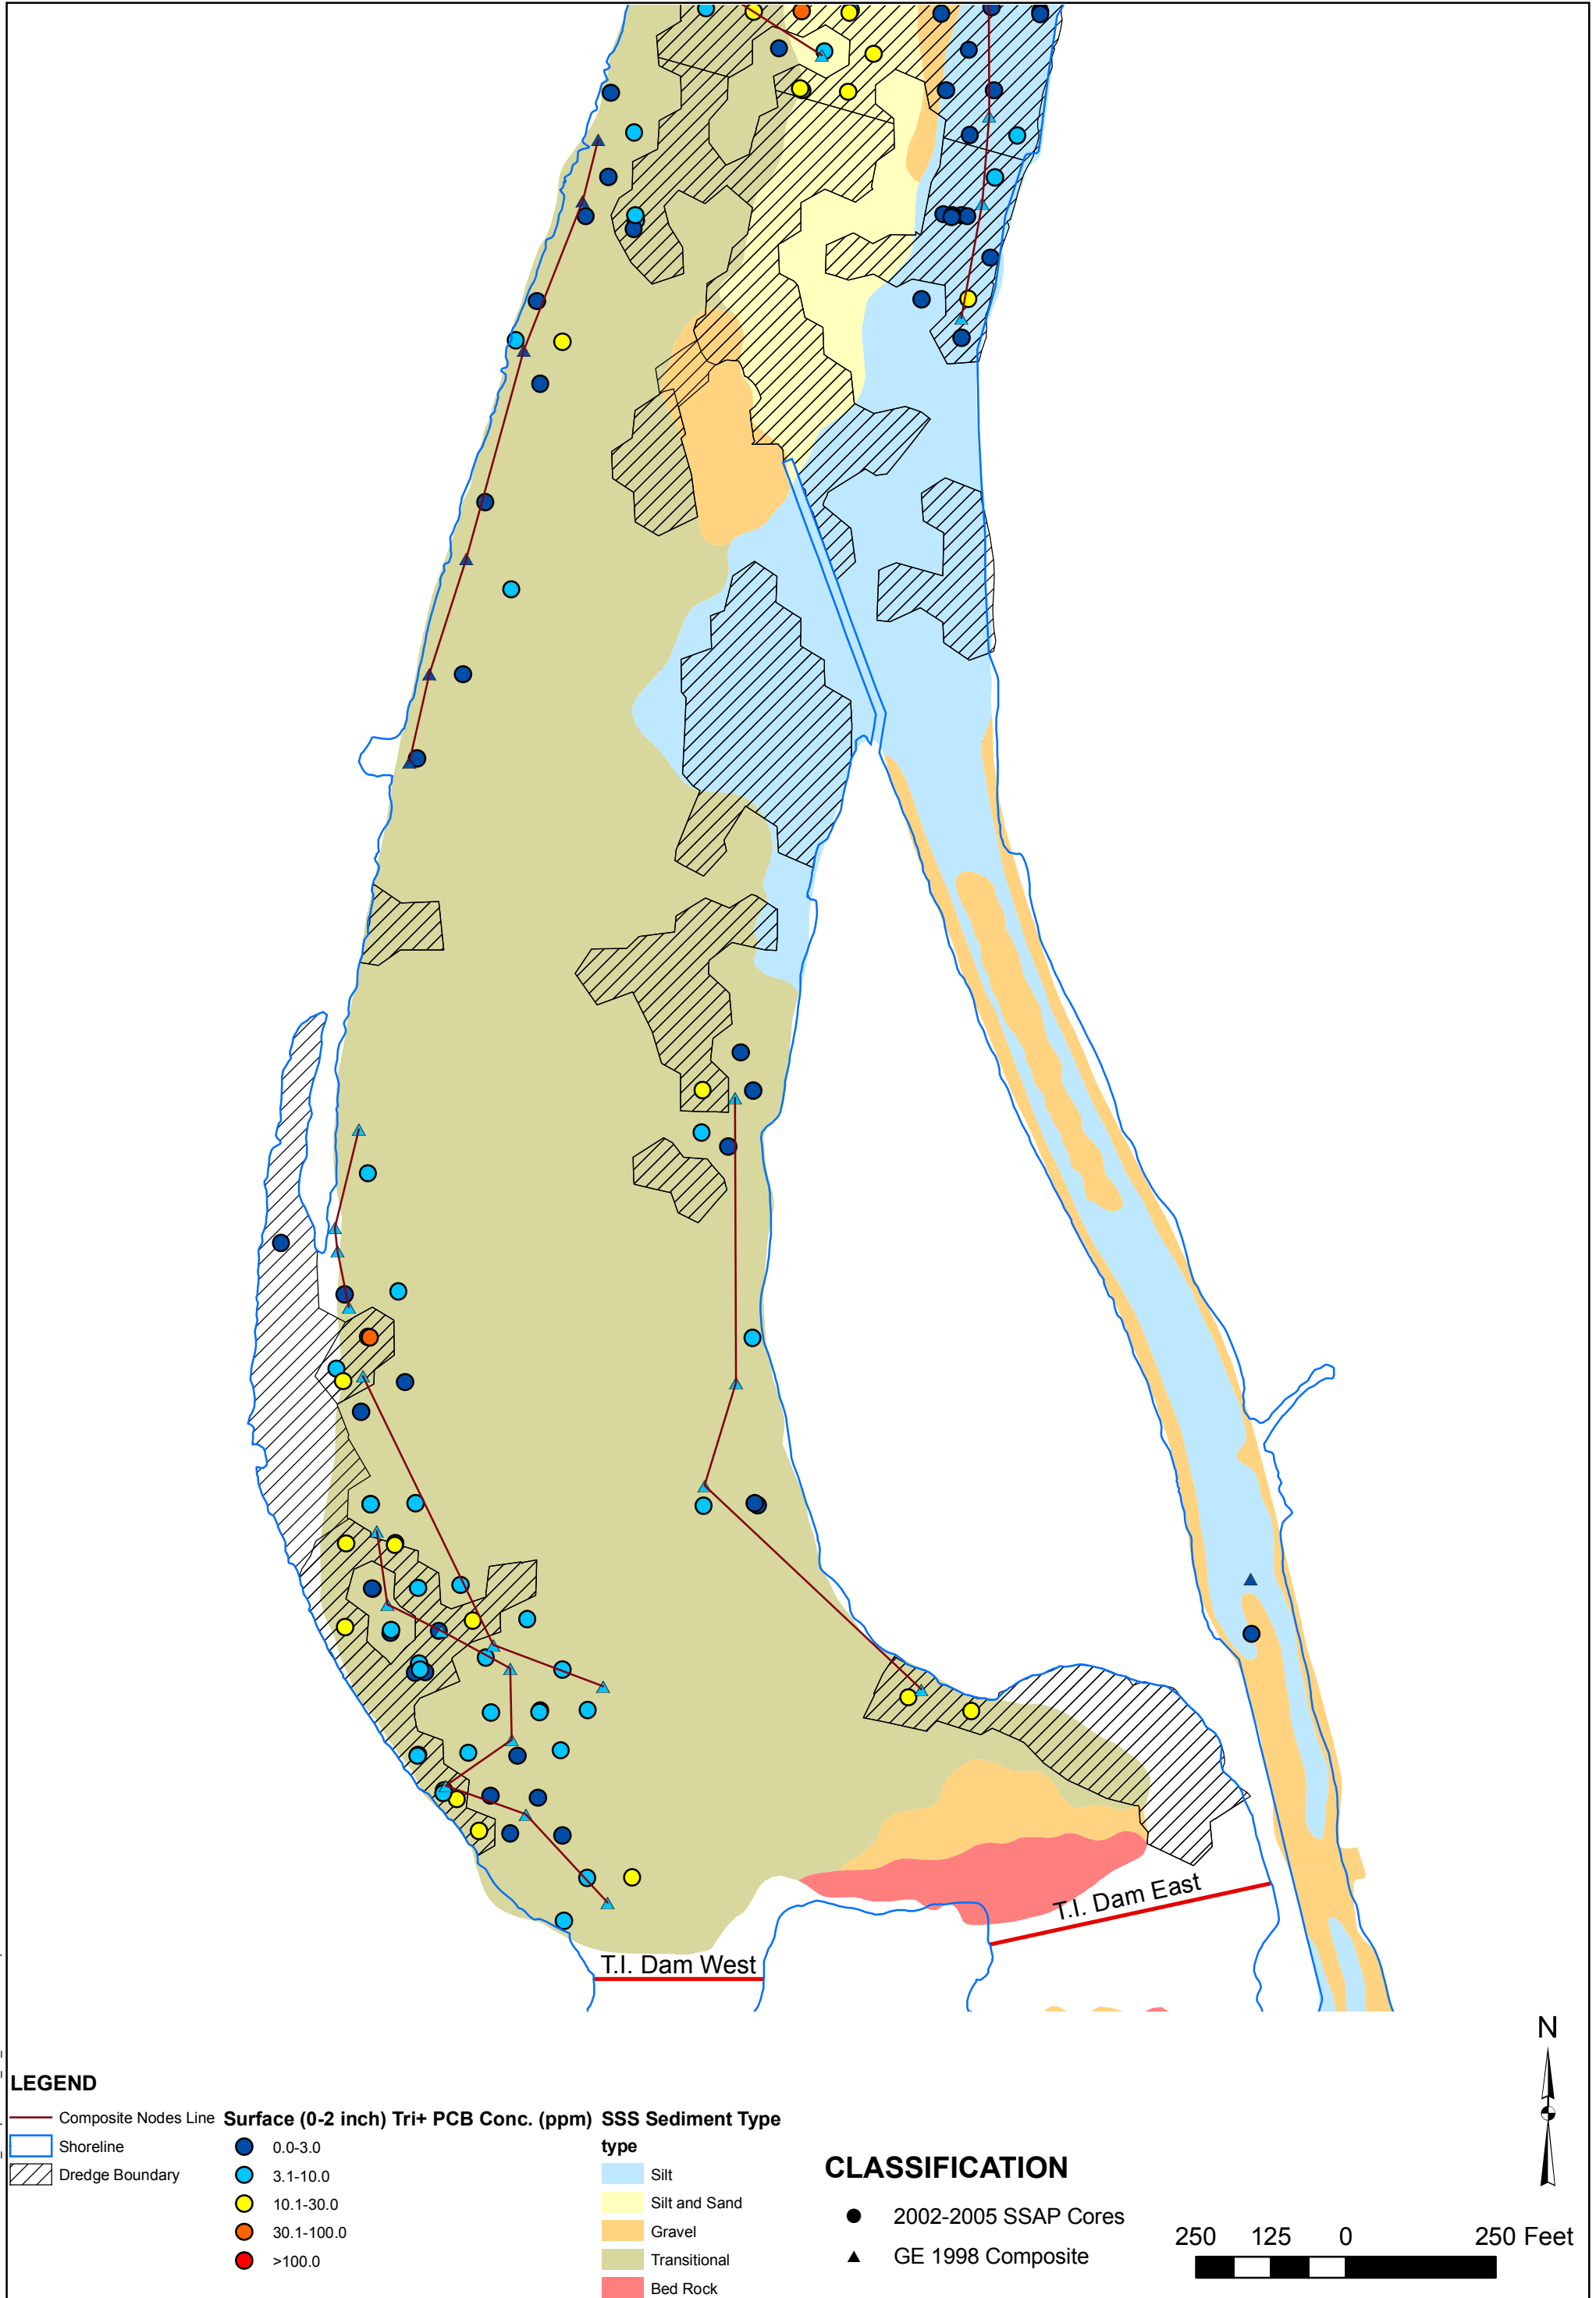 T.I. Dam East
T.I. Dam West
N
LEGEND
Composite Nodes Line
Shoreline
Dredge Boundary
Surface (0-2 inch) Tri+ PCB Conc. (ppm)
0.0-3.0
3.1-10.0
10.1-30.0
30.1-100.0
>100.0
SSS Sediment Type
type
Silt
Silt and Sand
Gravel
Transitional
Bed Rock
CLASSIFICATION
2002-2005 SSAP Cores
GE 1998 Composite
250 125 0 250 Feet